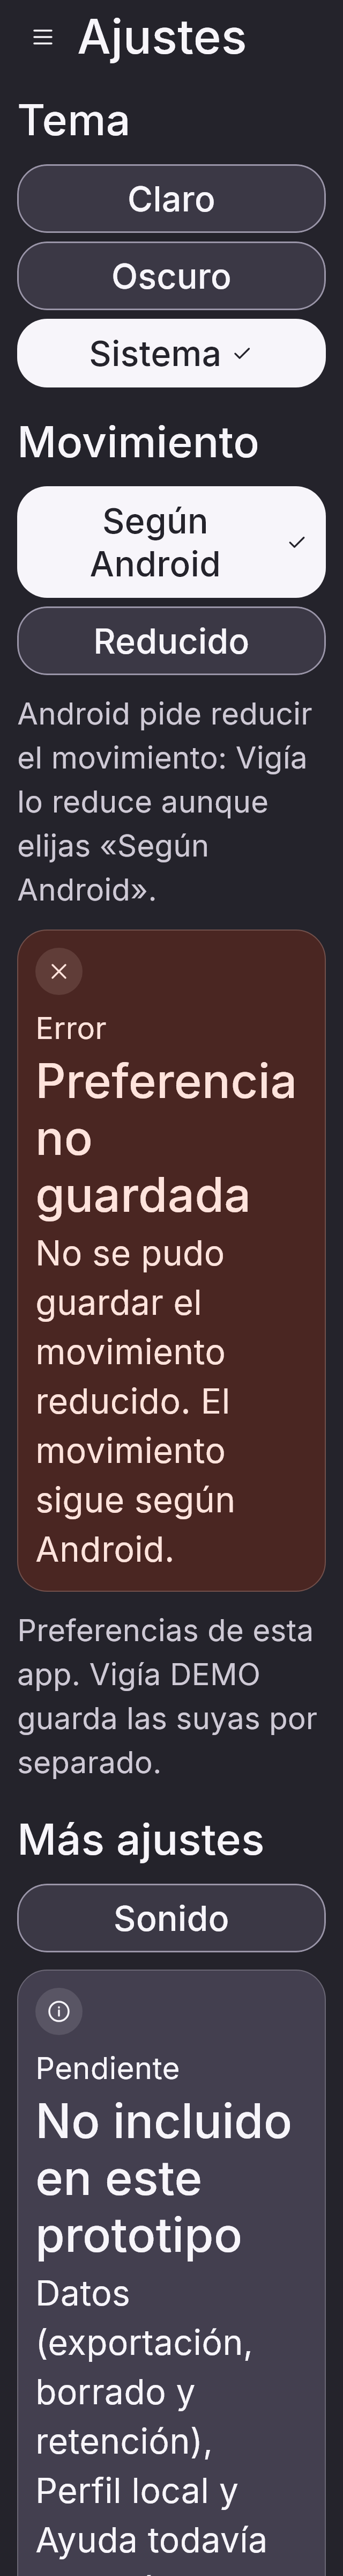 Ajustes
Tema
Claro
Oscuro
Sistema
Movimiento
Según
Android
Reducido
Android pide reducir
el movimiento: Vigía
lo reduce aunque
elijas «Según
Android».
Error
Preferencia
no
guardada
No se pudo
guardar el
movimiento
reducido. El
movimiento
sigue según
Android.
Preferencias de esta
app. Vigía DEMO
guarda las suyas por
separado.
Más ajustes
Sonido
Pendiente
No incluido
en este
prototipo
Datos
(exportación,
borrado y
retención),
Perfil local y
Ayuda todavía